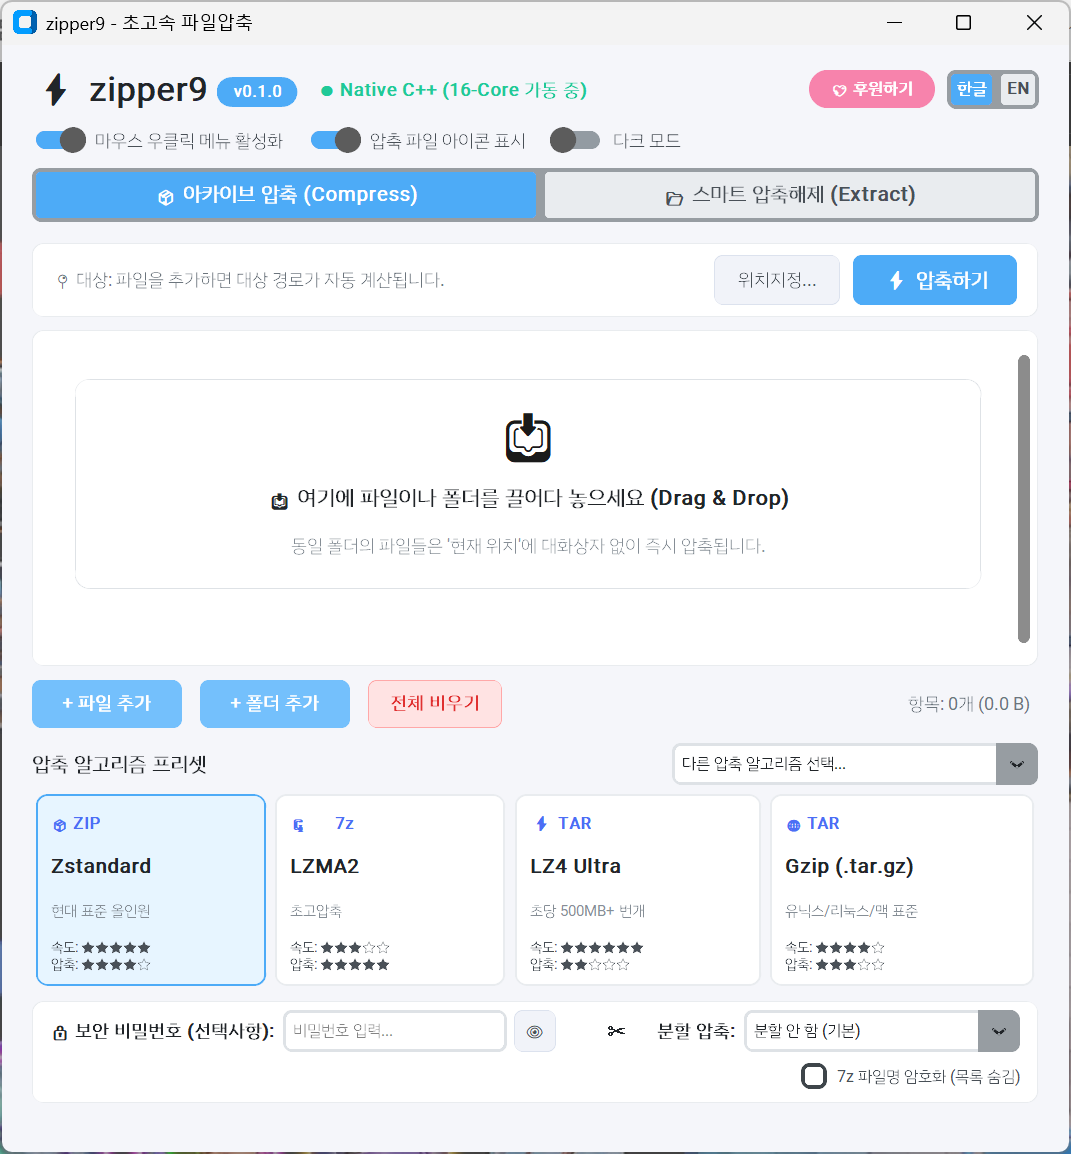 zipper9 - 초고속 파일압축
zipper9 v0.1.0 Native C++ (16-Core 가동 중) 후원하기 한글 EN
마우스 우클릭 메뉴 활성화 압축 파일 아이콘 표시 다크 모드
아카이브 압축 (Compress) 스마트 압축해제 (Extract)
대상: 파일을 추가하면 대상 경로가 자동 계산됩니다. 위치지정... 압축하기
여기에 파일이나 폴더를 끌어다 놓으세요 (Drag & Drop)
동일 폴더의 파일들은 '현재 위치'에 대화상자 없이 즉시 압축됩니다.
+ 파일 추가 + 폴더 추가 전체 비우기 항목: 0개 (0.0 B)
압축 알고리즘 프리셋 다른 압축 알고리즘 선택...
ZIP
Zstandard
현대 표준 올인원
속도: ★★★★★
압축: ★★★★☆
7z
LZMA2
초고압축
속도: ★★★☆☆
압축: ★★★★★
TAR
LZ4 Ultra
초당 500MB+ 번개
속도: ★★★★★★
압축: ★★☆☆☆
TAR
Gzip (.tar.gz)
유닉스/리눅스/맥 표준
속도: ★★★★☆
압축: ★★★☆☆
보안 비밀번호 (선택사항): 비밀번호 입력... 분할 압축: 분할 안 함 (기본)
7z 파일명 암호화 (목록 숨김)